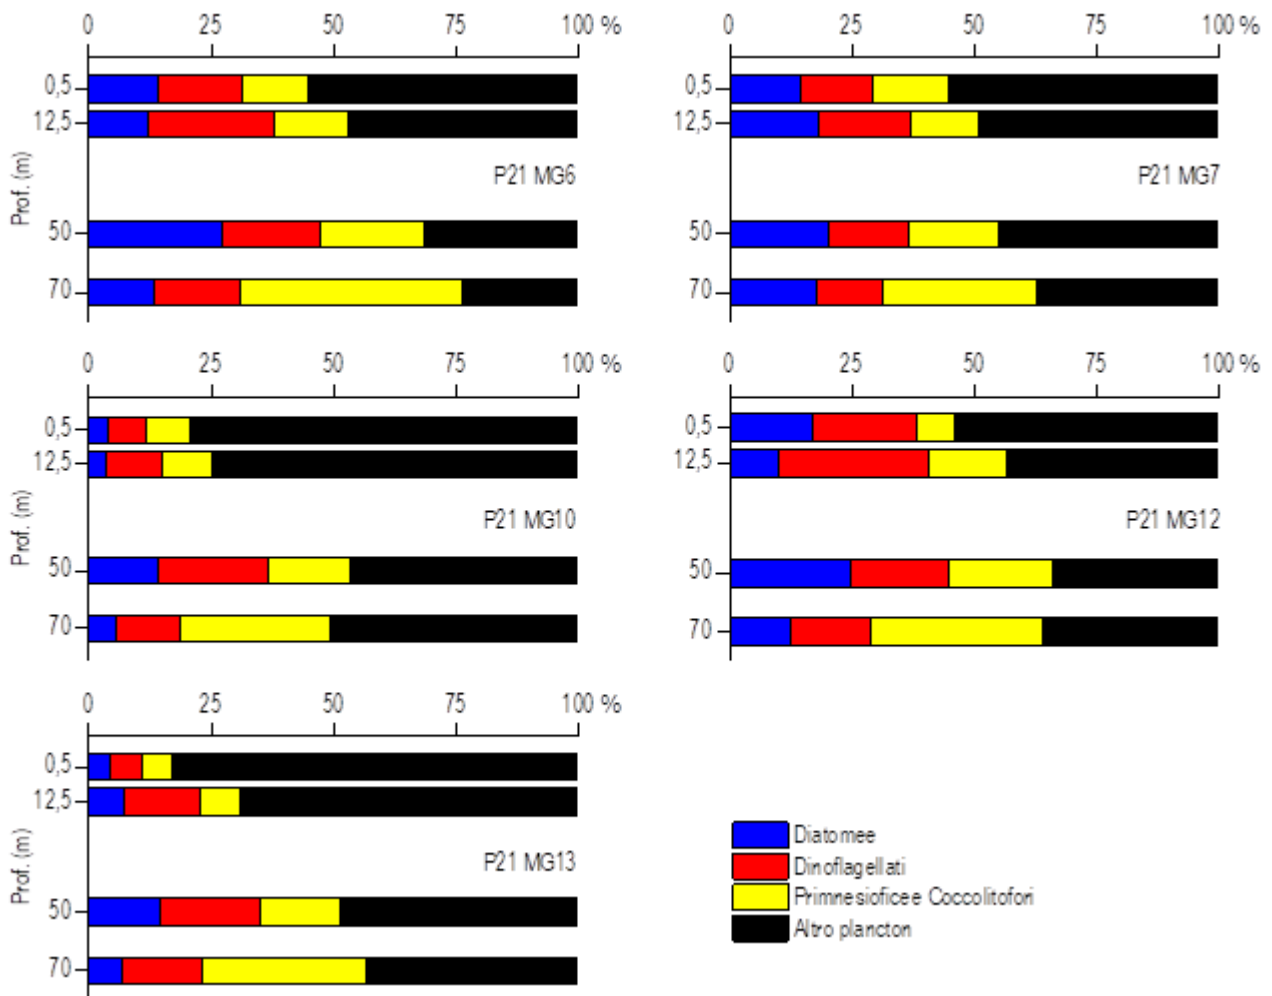 0 25 50 75 100 %
0,5
12,5
50
70
Prof. (m)
P21 MG6
0 25 50 75 100 %
0,5
12,5
50
70
P21 MG7
0 25 50 75 100 %
0,5
12,5
50
70
Prof. (m)
P21 MG10
0 25 50 75 100 %
0,5
12,5
50
70
P21 MG12
0 25 50 75 100 %
0,5
12,5
50
70
Prof. (m)
P21 MG13
Diatomee
Dinoflagellati
Primnesioficee Coccolitofori
Altro plancton